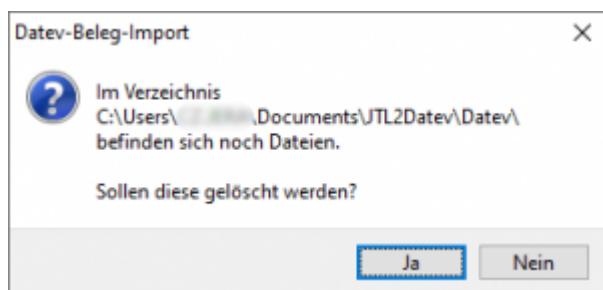 Datev-Beleg-Import
Im Verzeichnis
C:\Users\ \Documents\JTL2Datev\Datev\
befinden sich noch Dateien.
Sollen diese gelöscht werden?
Ja
Nein